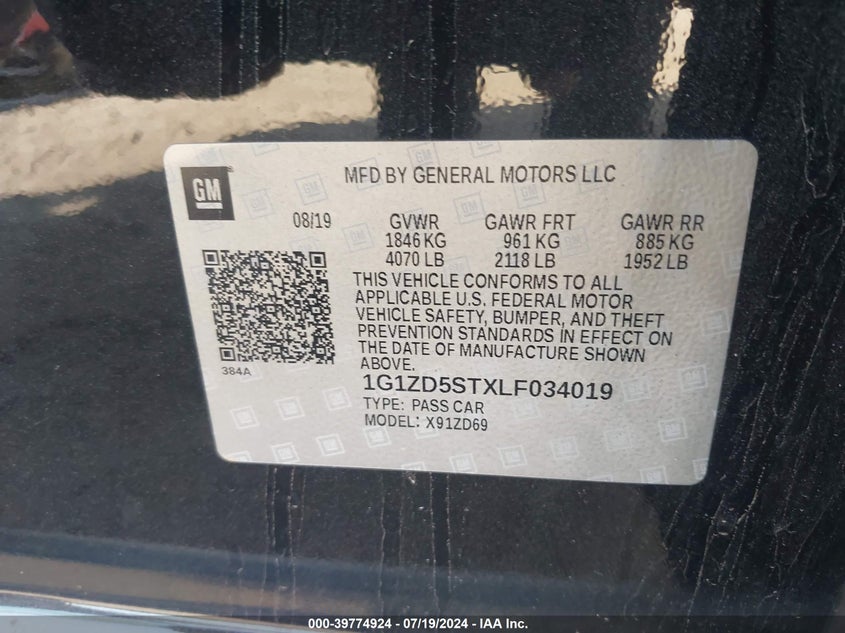 GM
MFD BY GENERAL MOTORS LLC
08/19 GVWR GAWR FRT GAWR RR
1846 KG 961 KG 885 KG
4070 LB 2118 LB 1952 LB
THIS VEHICLE CONFORMS TO ALL
APPLICABLE U.S. FEDERAL MOTOR
VEHICLE SAFETY, BUMPER, AND THEFT
PREVENTION STANDARDS IN EFFECT ON
THE DATE OF MANUFACTURE SHOWN
ABOVE.
384A
1G1ZD5STXLF034019
TYPE: PASS CAR
MODEL: X91ZD69
000-39774924 - 07/19/2024 - IAA Inc.